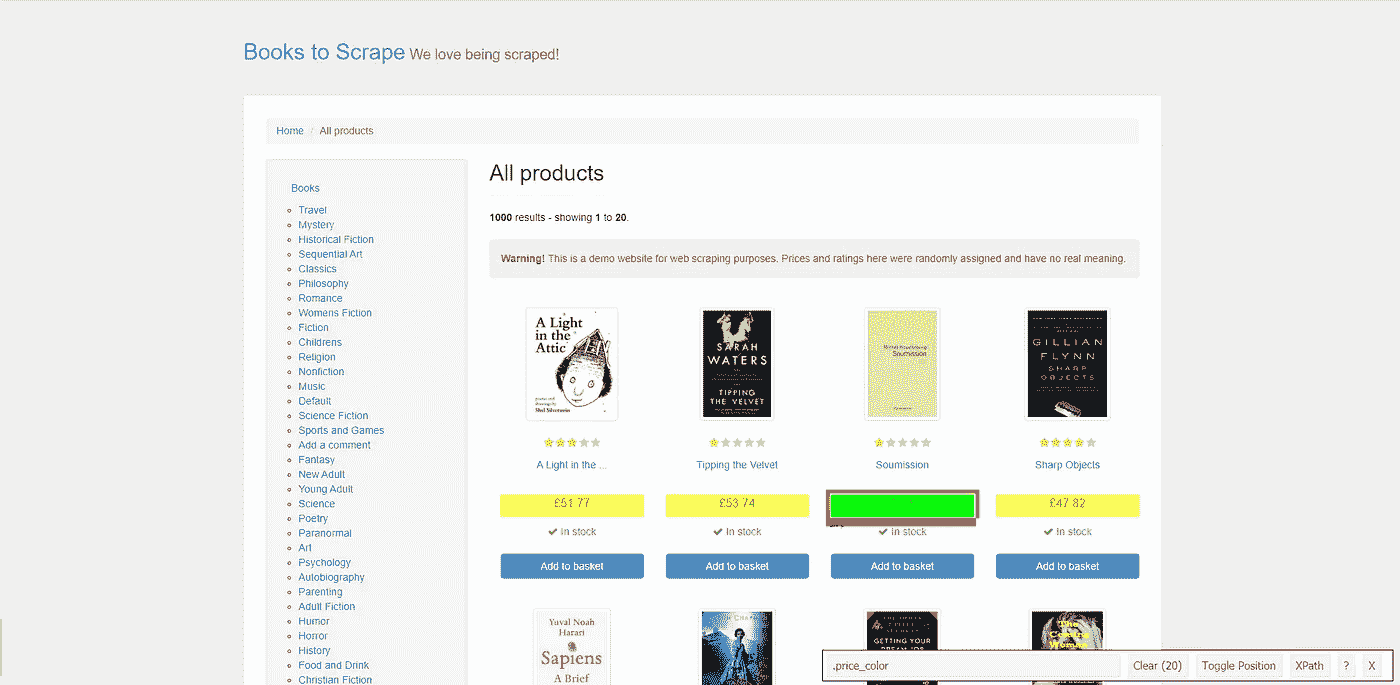 Books to Scrape We love being scraped!
Home / All products
Books
Travel
Mystery
Historical Fiction
Sequential Art
Classics
Philosophy
Romance
Womens Fiction
Fiction
Childrens
Religion
Nonfiction
Music
Default
Science Fiction
Sports and Games
Add a comment
Fantasy
New Adult
Young Adult
Science
Poetry
Paranormal
Art
Psychology
Autobiography
Parenting
Adult Fiction
Humor
Horror
History
Food and Drink
Christian Fiction
All products
1000 results - showing 1 to 20.
Warning! This is a demo website for web scraping purposes. Prices and ratings here were randomly assigned and have no real meaning.
A Light
in the
Attic
Shel Silverstein
SARAH
WATERS
TIPPING
THE VELVET
Soumission
GILLIAN
FLYNN
SHARP
OBJECTS
A Light in the ...
Tipping the Velvet
Soumission
Sharp Objects
£51.77
£53.74
£47.82
In stock
In stock
In stock
In stock
Add to basket
Add to basket
Add to basket
Add to basket
Yuval Noah
Harari
Sapiens
A Brief
GETTING YOUR
DREAM JOB
The
Coming
Woman
.price_color
Clear (20)
Toggle Position
XPath
?
X